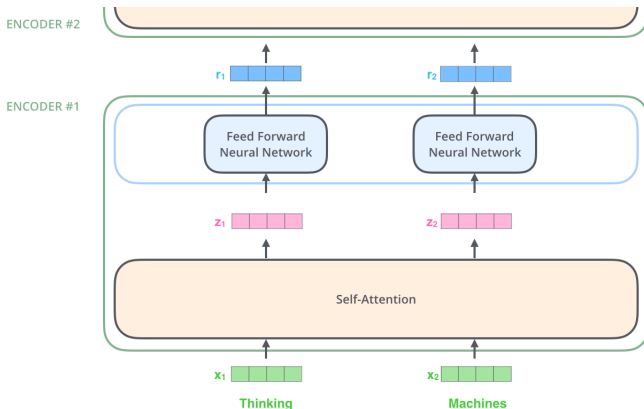 ENCODER #2
r₁
r₂
ENCODER #1
Feed Forward
Neural Network
Feed Forward
Neural Network
z₁
z₂
Self-Attention
x₁
x₂
Thinking
Machines